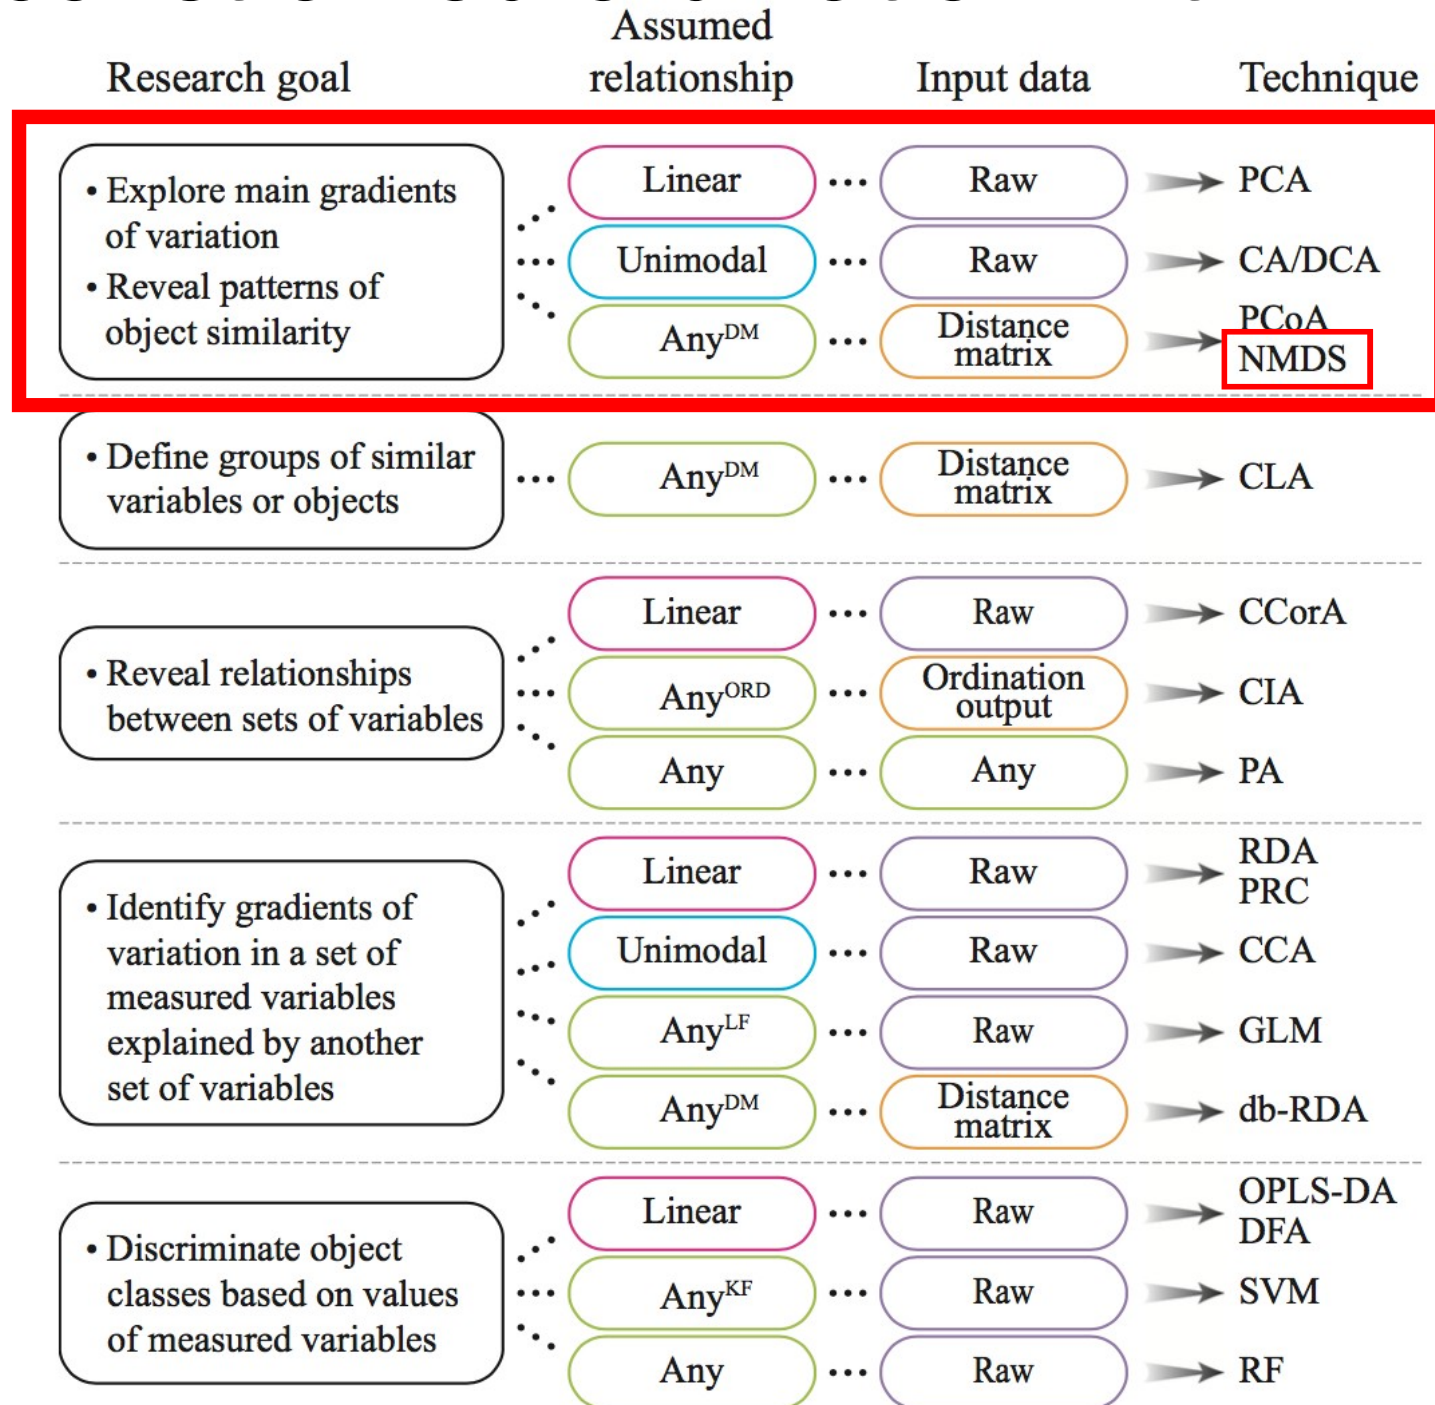 Assumed
Research goal relationship Input data Technique
• Explore main gradients
of variation
• Reveal patterns of
object similarity
Linear ••• Raw PCA
Unimodal ••• Raw CA/DCA
Any^DM ••• Distance matrix PCoA
NMDS
• Define groups of similar
variables or objects
Any^DM ••• Distance matrix CLA
• Reveal relationships
between sets of variables
Linear ••• Raw CCorA
Any^ORD ••• Ordination output CIA
Any ••• Any PA
• Identify gradients of
variation in a set of
measured variables
explained by another
set of variables
Linear ••• Raw RDA
PRC
Unimodal ••• Raw CCA
Any^LF ••• Raw GLM
Any^DM ••• Distance matrix db-RDA
• Discriminate object
classes based on values
of measured variables
Linear ••• Raw OPLS-DA
DFA
Any^KF ••• Raw SVM
Any ••• Raw RF